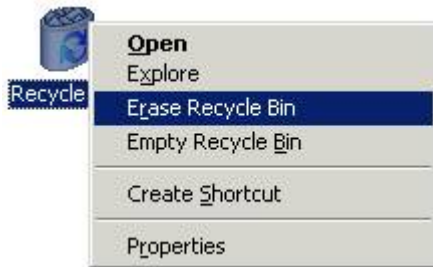 Recycle
Open
Explore
Erase Recycle Bin
Empty Recycle Bin
Create Shortcut
Properties